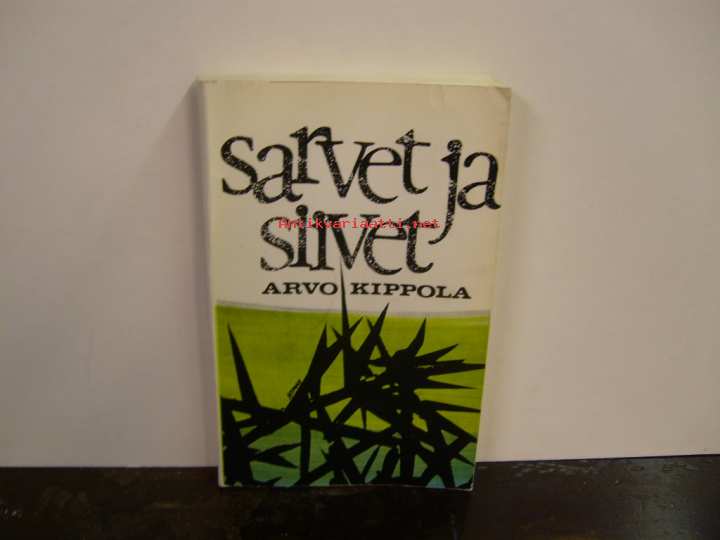 sarvet ja
siivet
Antikvariaatti.net
ARVO KIPPOLA